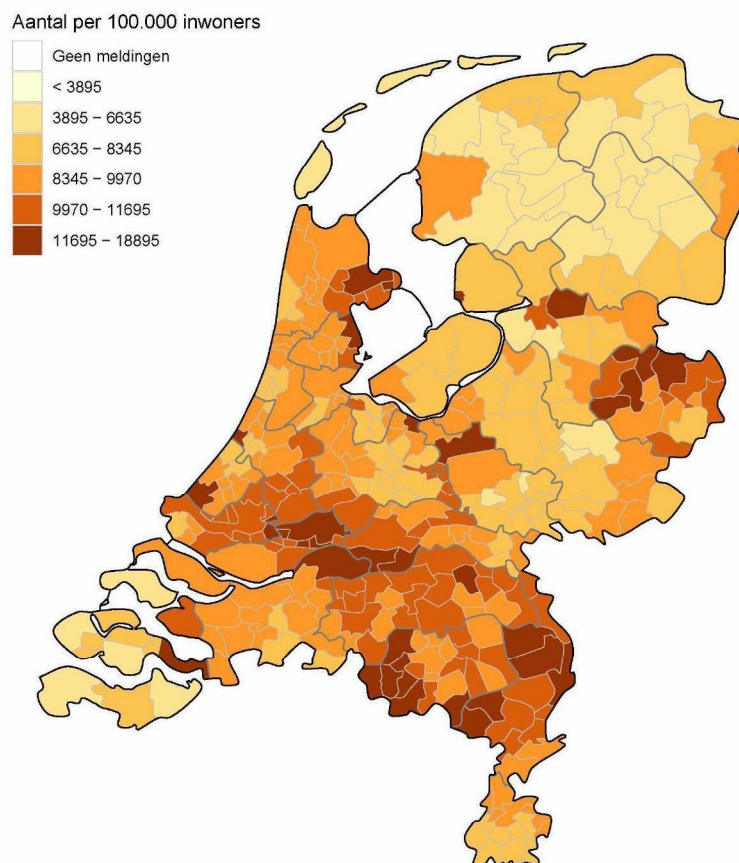 Aantal per 100.000 inwoners
Geen meldingen
< 3895
3895 – 6635
6635 – 8345
8345 – 9970
9970 – 11695
11695 – 18895